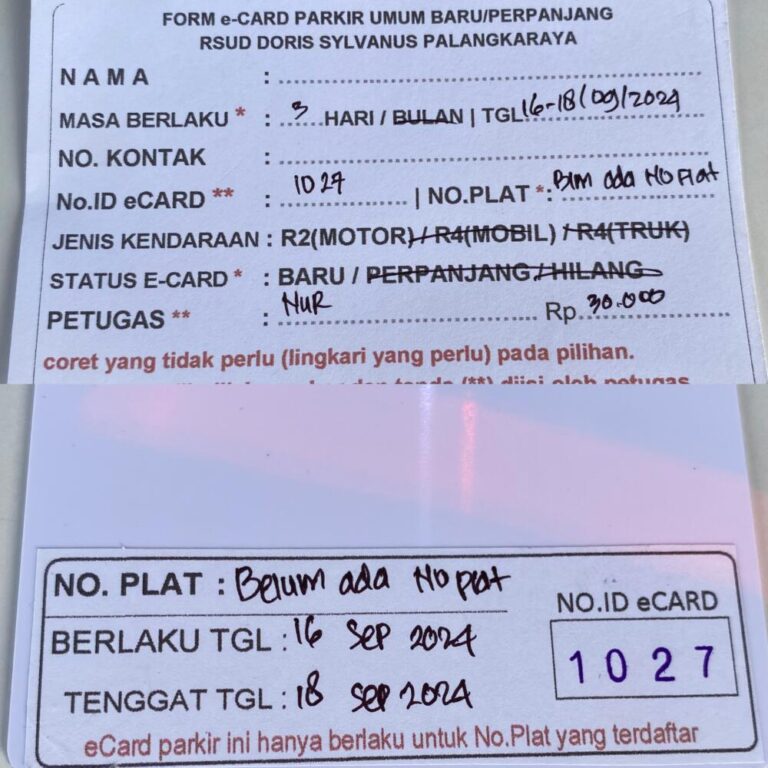 FORM e-CARD PARKIR UMUM BARU/PERPANJANG
RSUD DORIS SYLVANUS PALANGKARAYA
NAMA :
MASA BERLAKU * : 3 HARI / BULAN | TGL 16-18/09/2024
NO. KONTAK :
No.ID eCARD ** : 1027 | NO.PLAT *: Blm ada No Plat
JENIS KENDARAAN : R2(MOTOR) / R4(MOBIL) / R4(TRUK)
STATUS E-CARD * : BARU / PERPANJANG / HILANG
PETUGAS ** : NUR Rp. 30.000
coret yang tidak perlu (lingkari yang perlu) pada pilihan.
tanda (**) diisi oleh petugas
NO. PLAT : Belum ada No plat
BERLAKU TGL : 16 Sep 2024
TENGGAT TGL : 18 Sep 2024
NO.ID eCARD
1027
eCard parkir ini hanya berlaku untuk No.Plat yang terdaftar